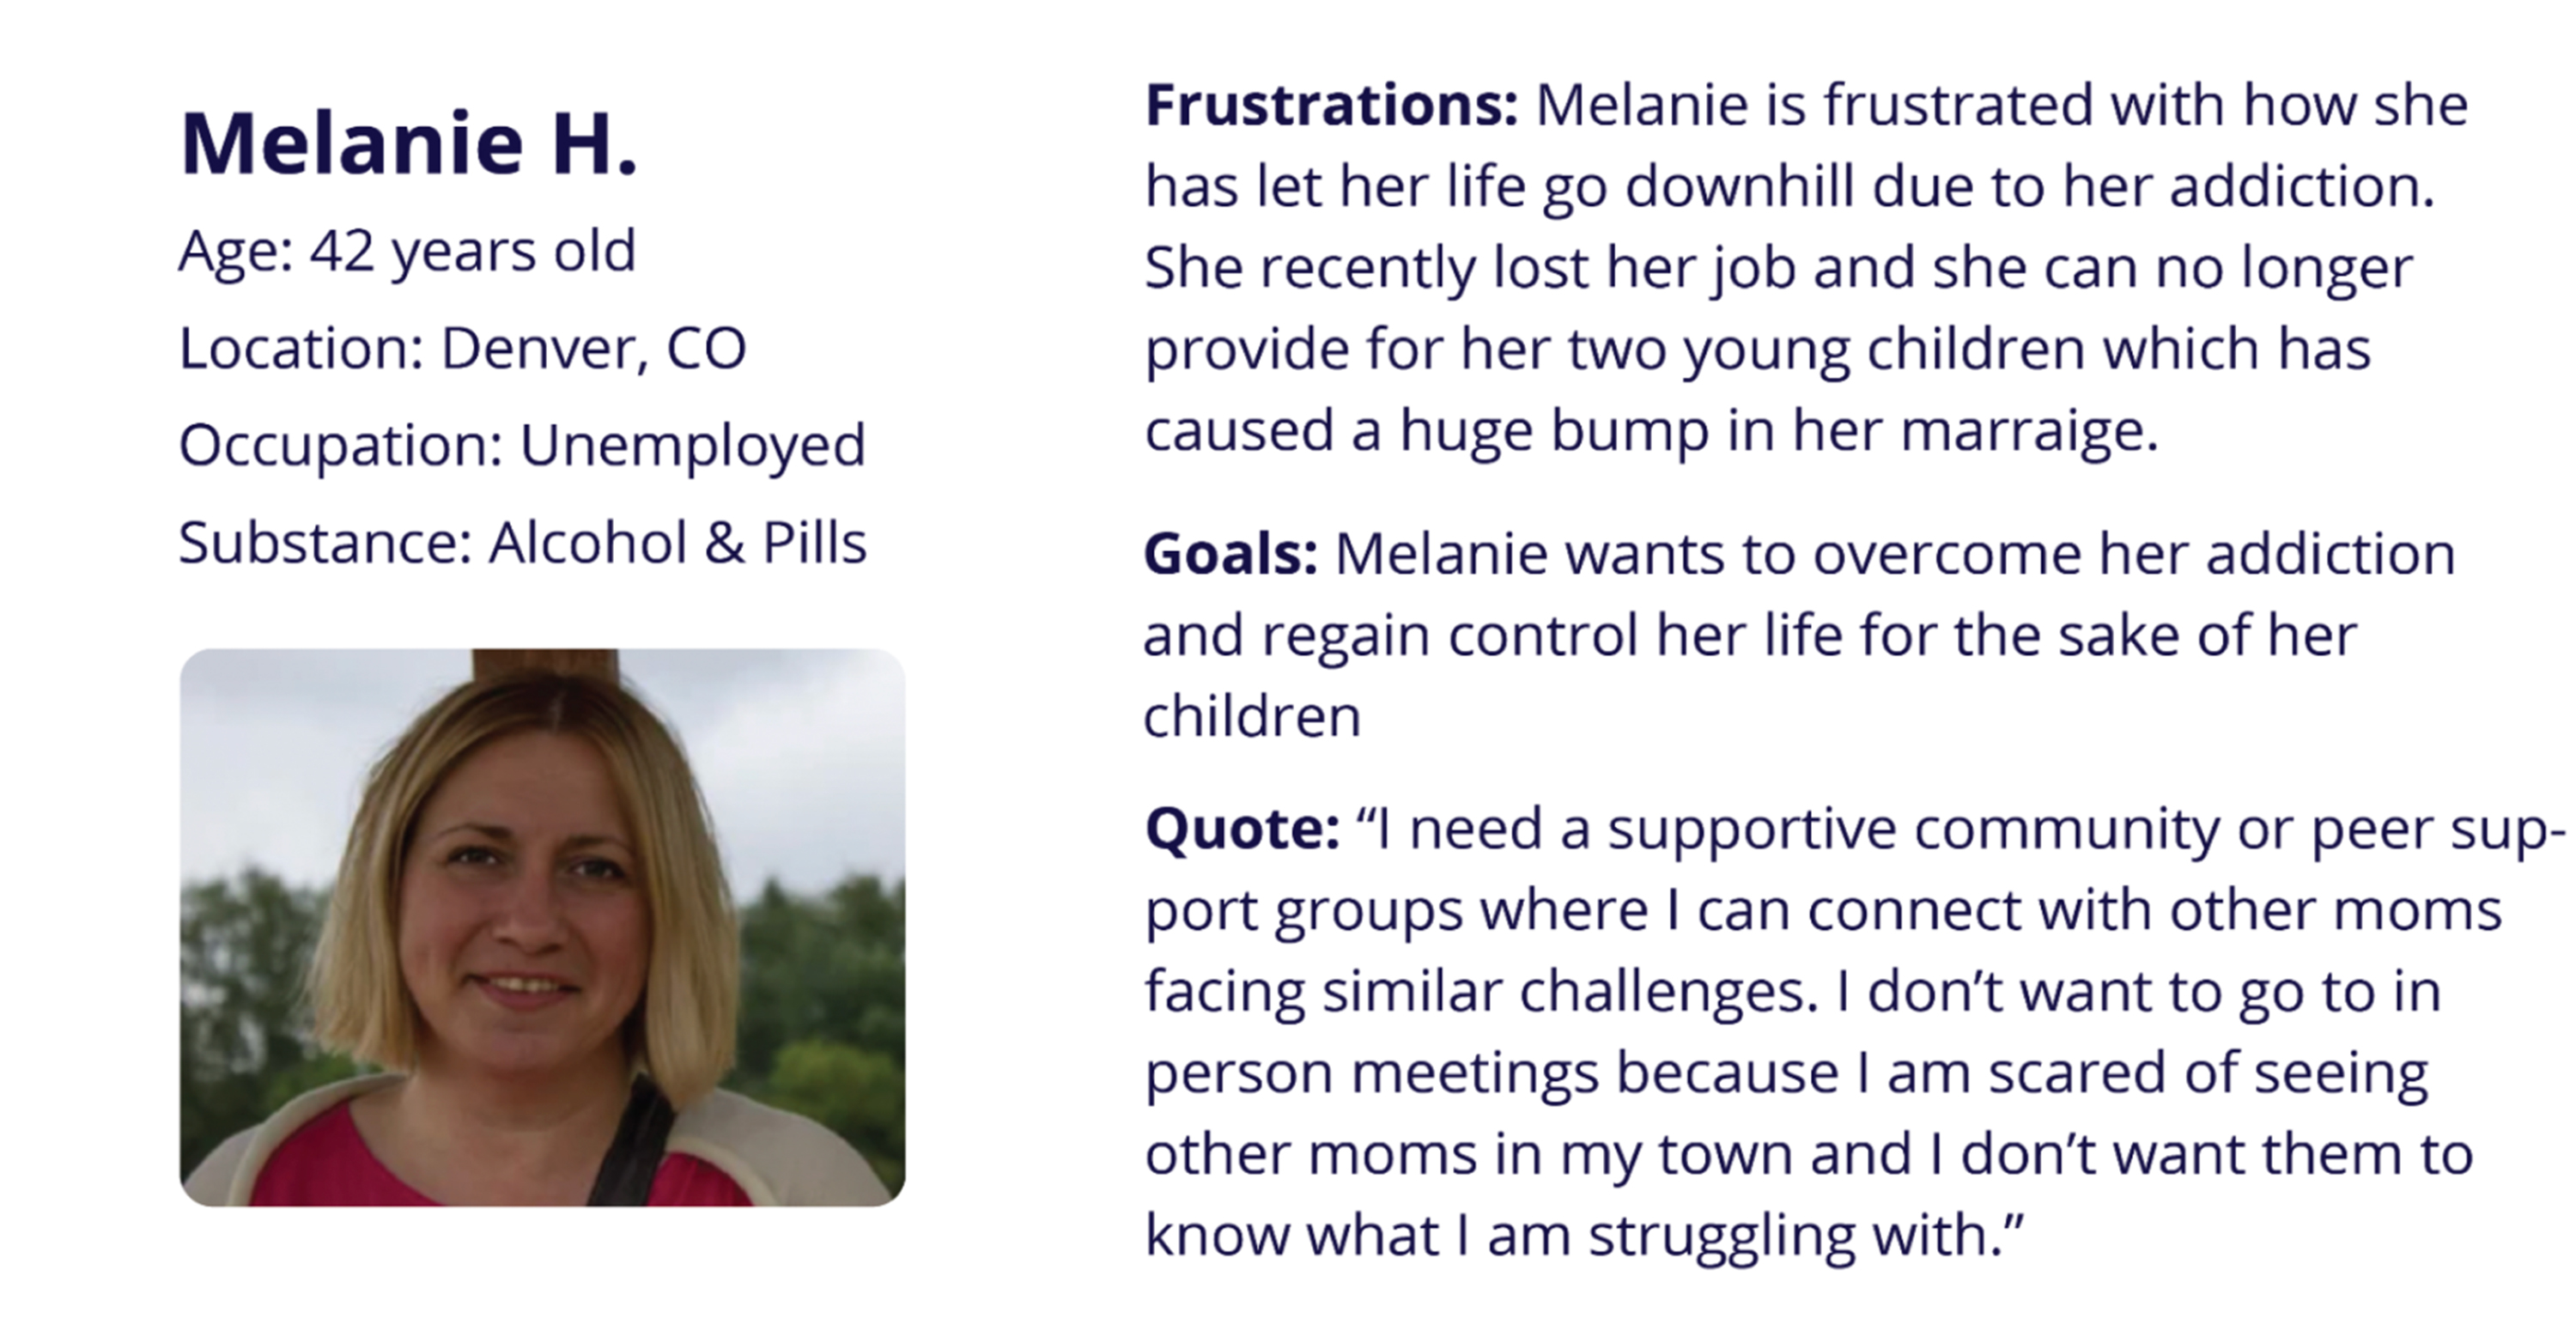 Melanie H.
Age: 42 years old
Location: Denver, CO
Occupation: Unemployed
Substance: Alcohol & Pills
Frustrations: Melanie is frustrated with how she
has let her life go downhill due to her addiction.
She recently lost her job and she can no longer
provide for her two young children which has
caused a huge bump in her marraige.
Goals: Melanie wants to overcome her addiction
and regain control her life for the sake of her
children
Quote: “I need a supportive community or peer sup-
port groups where I can connect with other moms
facing similar challenges. I don’t want to go to in
person meetings because I am scared of seeing
other moms in my town and I don’t want them to
know what I am struggling with.”